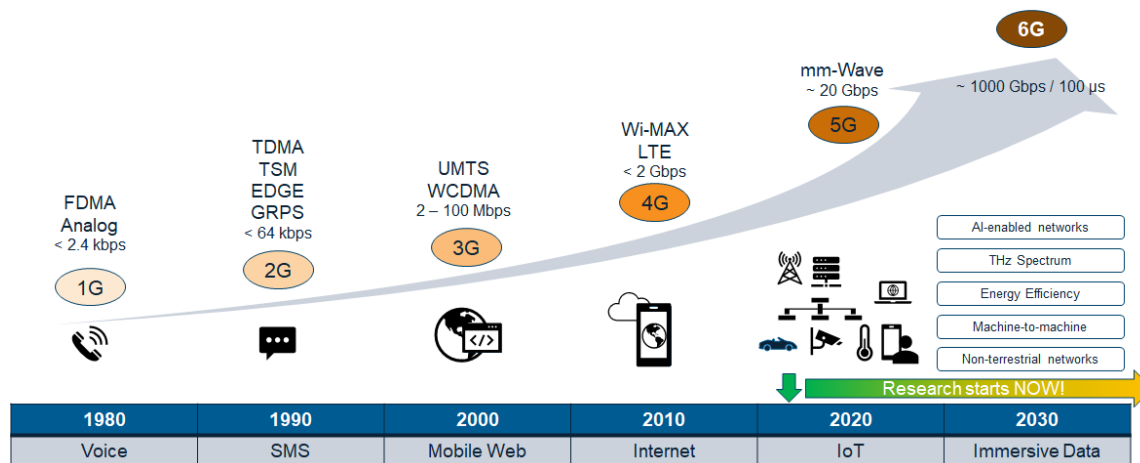 6G
~ 1000 Gbps / 100 µs
mm-Wave
~ 20 Gbps
5G
Wi-MAX
LTE
< 2 Gbps
4G
UMTS
WCDMA
2 – 100 Mbps
3G
TDMA
TSM
EDGE
GRPS
< 64 kbps
2G
FDMA
Analog
< 2.4 kbps
1G
</>
AI-enabled networks
THz Spectrum
Energy Efficiency
Machine-to-machine
Non-terrestrial networks
Research starts NOW!
1980 1990 2000 2010 2020 2030
Voice SMS Mobile Web Internet IoT Immersive Data